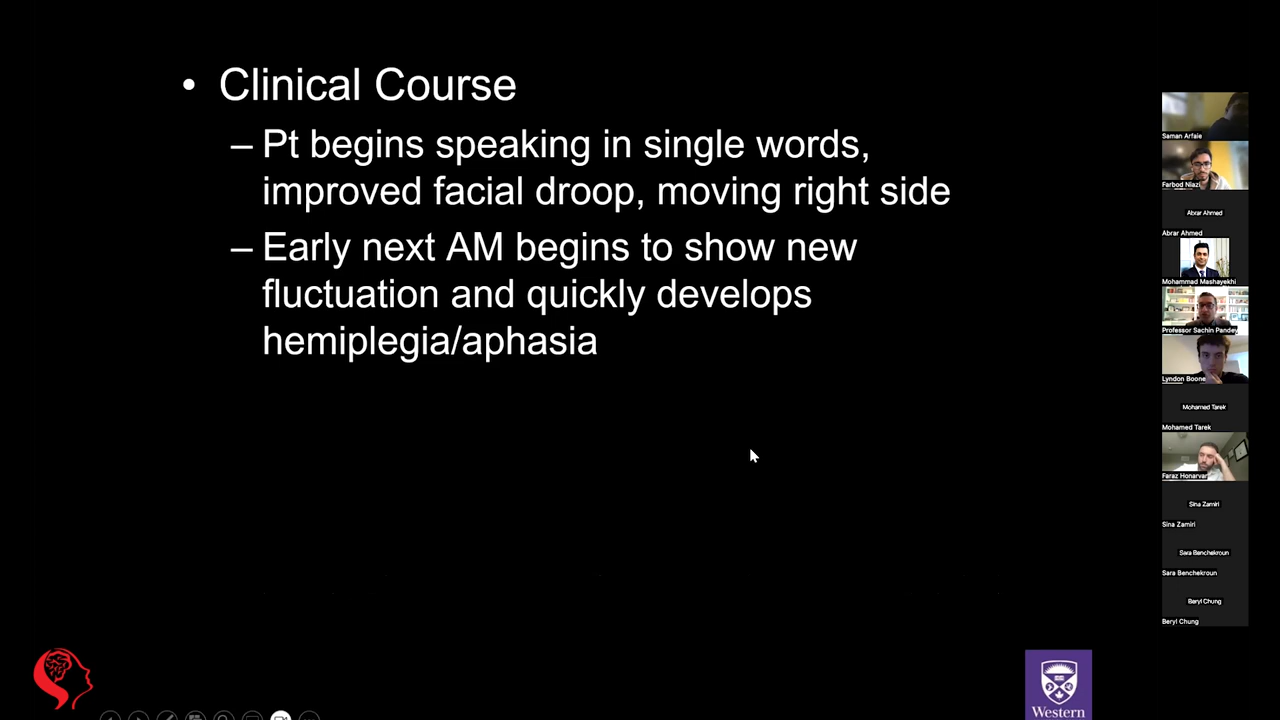 • Clinical Course
– Pt begins speaking in single words,
improved facial droop, moving right side
– Early next AM begins to show new
fluctuation and quickly develops
hemiplegia/aphasia
Saman Arfaie
Farbod Niazi
Abrar Ahmed
Abrar Ahmed
Mohammad Mashayekhi
Professor Sachin Pandey
Lyndon Boone
Mohamed Tarek
Mohamed Tarek
Faraz Honarvar
Sina Zamiri
Sina Zamiri
Sara Benchekroun
Sara Benchekroun
Beryl Chung
Beryl Chung
Western